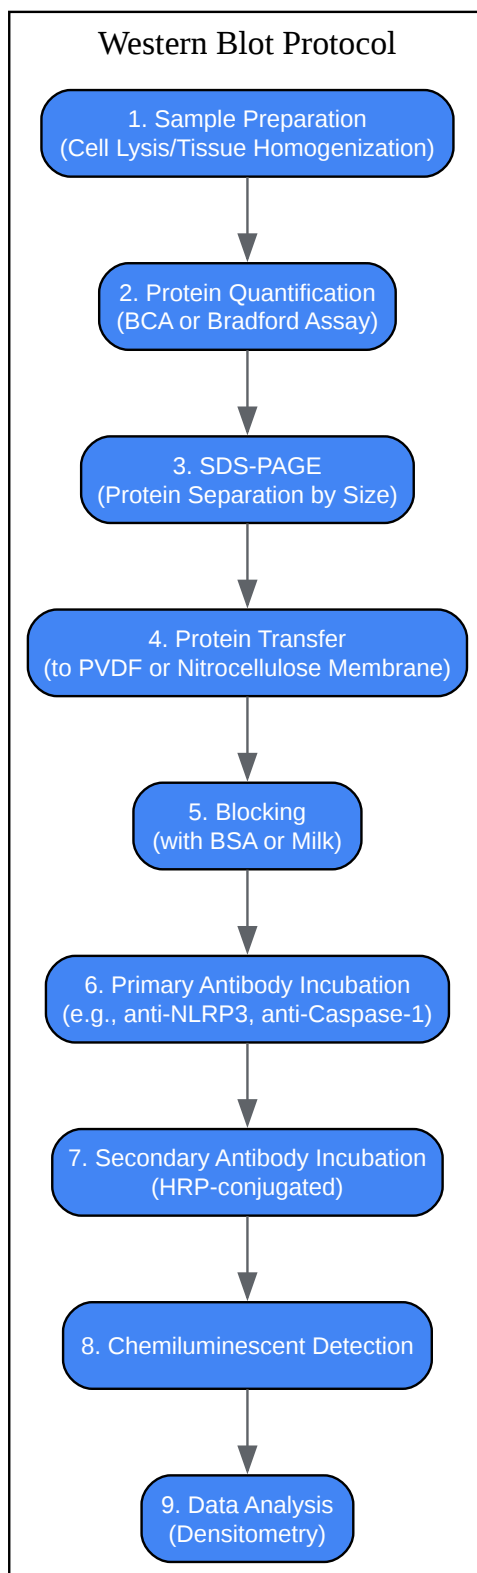 Western Blot Protocol
1. Sample Preparation
(Cell Lysis/Tissue Homogenization)
2. Protein Quantification
(BCA or Bradford Assay)
3. SDS-PAGE
(Protein Separation by Size)
4. Protein Transfer
(to PVDF or Nitrocellulose Membrane)
5. Blocking
(with BSA or Milk)
6. Primary Antibody Incubation
(e.g., anti-NLRP3, anti-Caspase-1)
7. Secondary Antibody Incubation
(HRP-conjugated)
8. Chemiluminescent Detection
9. Data Analysis
(Densitometry)